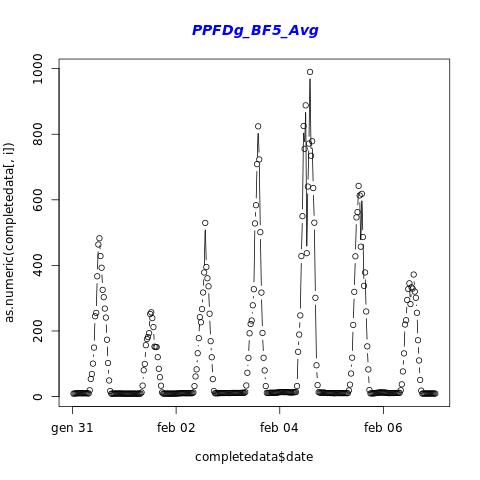 PPFDg_BF5_Avg
as.numeric(completedata[, i])
1000
800
600
400
200
0
gen 31
feb 02
feb 04
feb 06
completedata$date